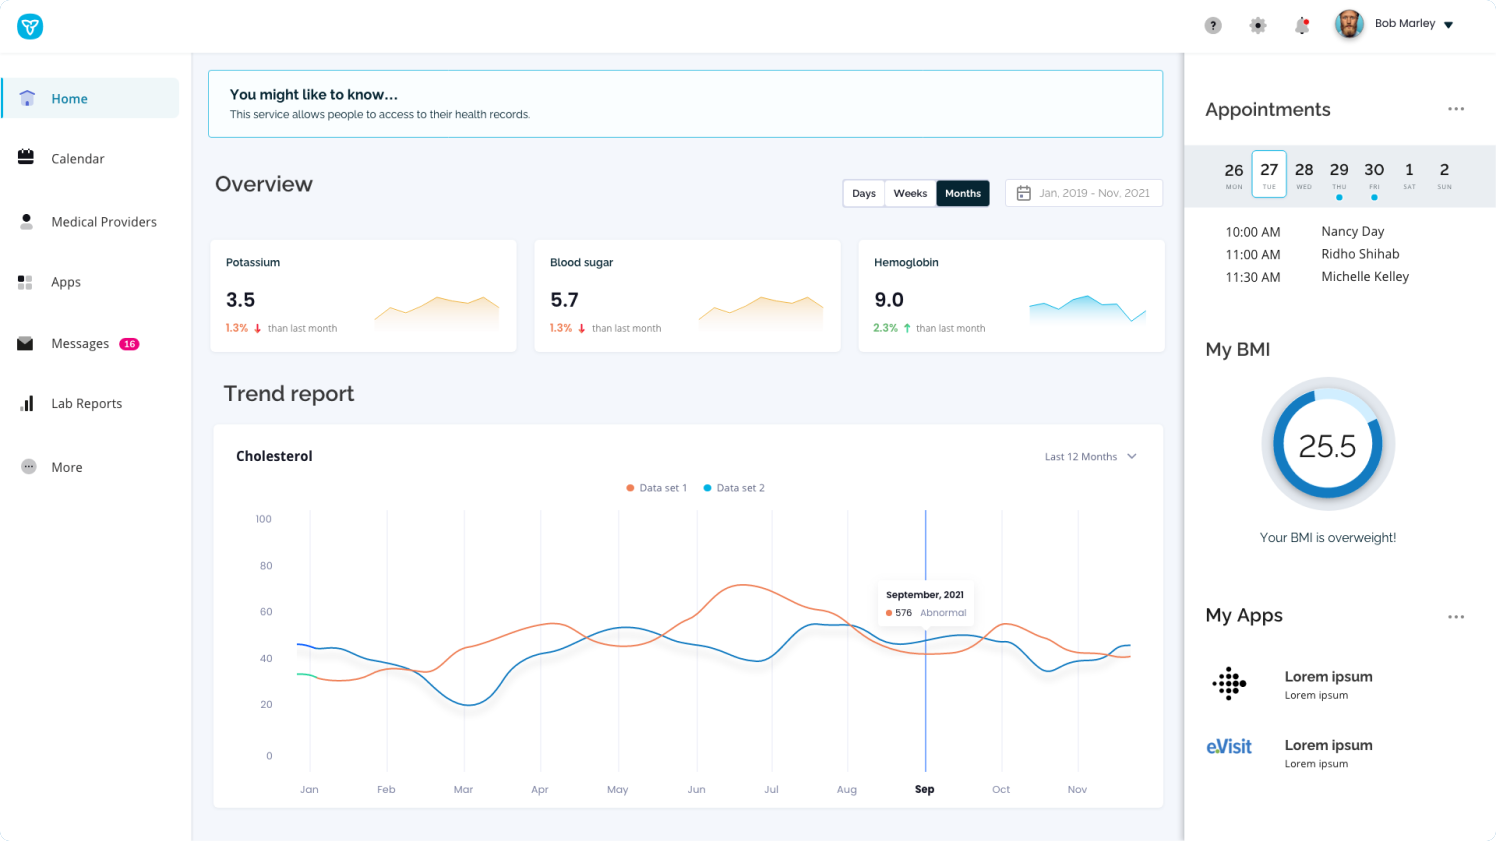 ?
Bob Marley
Home
Calendar
Medical Providers
Apps
Messages 16
Lab Reports
More
You might like to know...
This service allows people to access to their health records.
Overview
Days Weeks Months
Jan, 2019 - Nov, 2021
Potassium
3.5
1.3% than last month
Blood sugar
5.7
1.3% than last month
Hemoglobin
9.0
2.3% than last month
Trend report
Cholesterol
Last 12 Months
Data set 1 Data set 2
100
80
60
40
20
0
September, 2021
576 Abnormal
Jan Feb Mar Apr May Jun Jul Aug Sep Oct Nov
Appointments
26 27 28 29 30 1 2
MON TUE WED THU FRI SAT SUN
10:00 AM Nancy Day
11:00 AM Ridho Shihab
11:30 AM Michelle Kelley
My BMI
25.5
Your BMI is overweight!
My Apps
Lorem ipsum
Lorem ipsum
eVisit
Lorem ipsum
Lorem ipsum